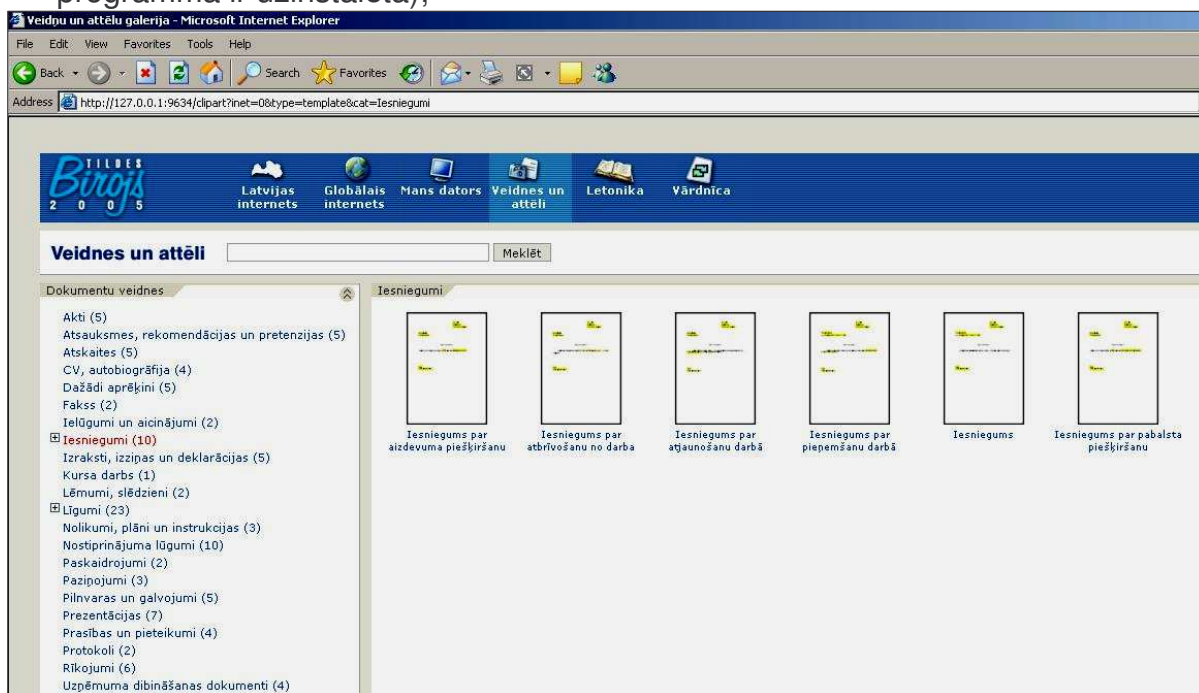 programma ir uzinstalēta);
Veidņu un attēlu galerija - Microsoft Internet Explorer
File Edit View Favorites Tools Help
Back Search Favorites
Address http://127.0.0.1:9634/clipart?inet=0&type=template&cat=Iesniegumi
TILDES
Birojs
2005
Latvijas internets
Globālais internets
Mans dators
Veidnes un attēli
Letonika
Vārdnīca
Veidnes un attēli Meklēt
Dokumentu veidnes
Akti (5)
Atsauksmes, rekomendācijas un pretenzijas (5)
Atskaites (5)
CV, autobiogrāfija (4)
Dažādi aprēķini (5)
Fakss (2)
Ielūgumi un aicinājumi (2)
Iesniegumi (10)
Izraksti, izziņas un deklarācijas (5)
Kursa darbs (1)
Lēmumi, slēdzieni (2)
Līgumi (23)
Nolikumi, plāni un instrukcijas (3)
Nostiprinājuma lūgumi (10)
Paskaidrojumi (2)
Paziņojumi (3)
Pilnvaras un galvojumi (5)
Prezentācijas (7)
Prasības un pieteikumi (4)
Protokoli (2)
Rīkojumi (6)
Uzņēmuma dibināšanas dokumenti (4)
Iesniegumi
Iesniegums par
aizdevuma piešķiršanu
Iesniegums par
atbrīvošanu no darba
Iesniegums par
atjaunošanu darbā
Iesniegums par
pieņemšanu darbā
Iesniegums
Iesniegums par pabalsta
piešķiršanu